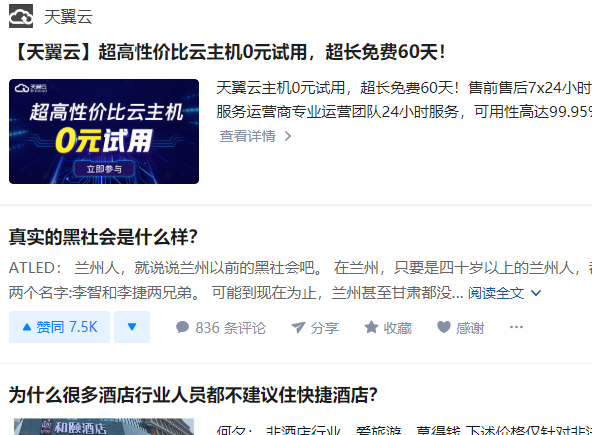 天翼云
【天翼云】超高性价比云主机0元试用，超长免费60天！
天翼云
超高性价比云主机
0元试用
立即参与
天翼云主机0元试用，超长免费60天！售前售后7x24小时
服务运营商专业运营团队24小时服务，可用性高达99.95%
查看详情
真实的黑社会是什么样？
ATLED： 兰州人，就说说兰州以前的黑社会吧。 在兰州，只要是四十岁以上的兰州人，
两个名字:李智和李捷两兄弟。 可能到现在为止，兰州甚至甘肃都没... 阅读全文
赞同 7.5K
836 条评论
分享
收藏
感谢
为什么很多酒店行业人员都不建议住快捷酒店？
和颐酒店